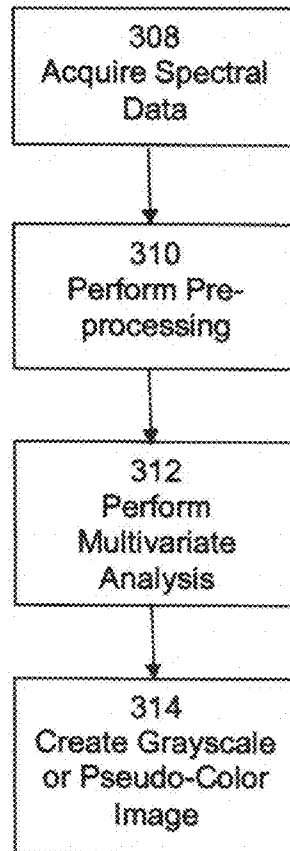 308
Acquire Spectral
Data
310
Perform Pre-
processing
312
Perform
Multivariate
Analysis
314
Create Grayscale
or Pseudo-Color
Image